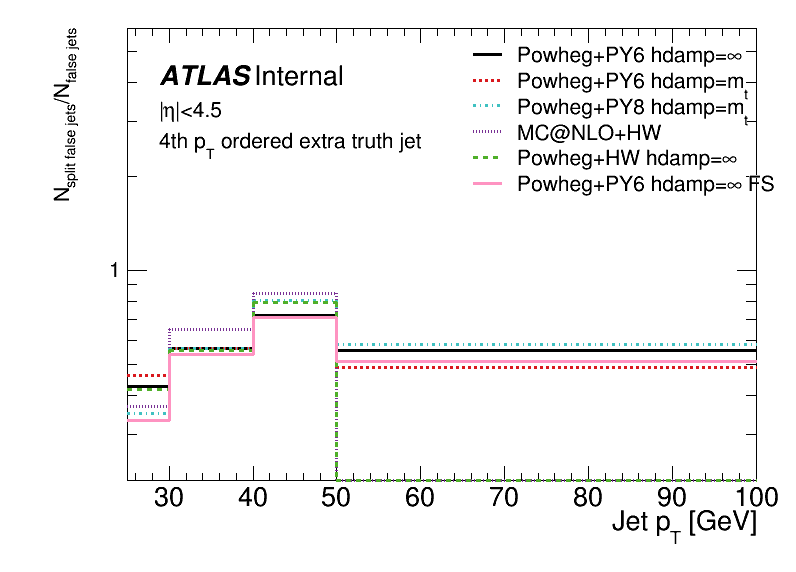 N_split false jets/N_false jets
ATLAS Internal
|η|<4.5
4th p_T ordered extra truth jet
Powheg+PY6 hdamp=∞
Powheg+PY6 hdamp=m_t
Powheg+PY8 hdamp=m_t
MC@NLO+HW
Powheg+HW hdamp=∞
Powheg+PY6 hdamp=∞ FS
1
30 40 50 60 70 80 90 100
Jet p_T [GeV]